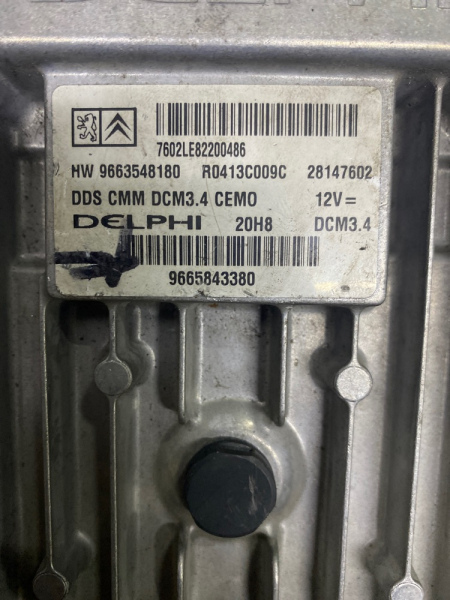 7602LE82200486
HW 9663548180 R0413C009C 28147602
DDS CMM DCM3.4 CEMO 12V=
DELPHI 20H8 DCM3.4
9665843380